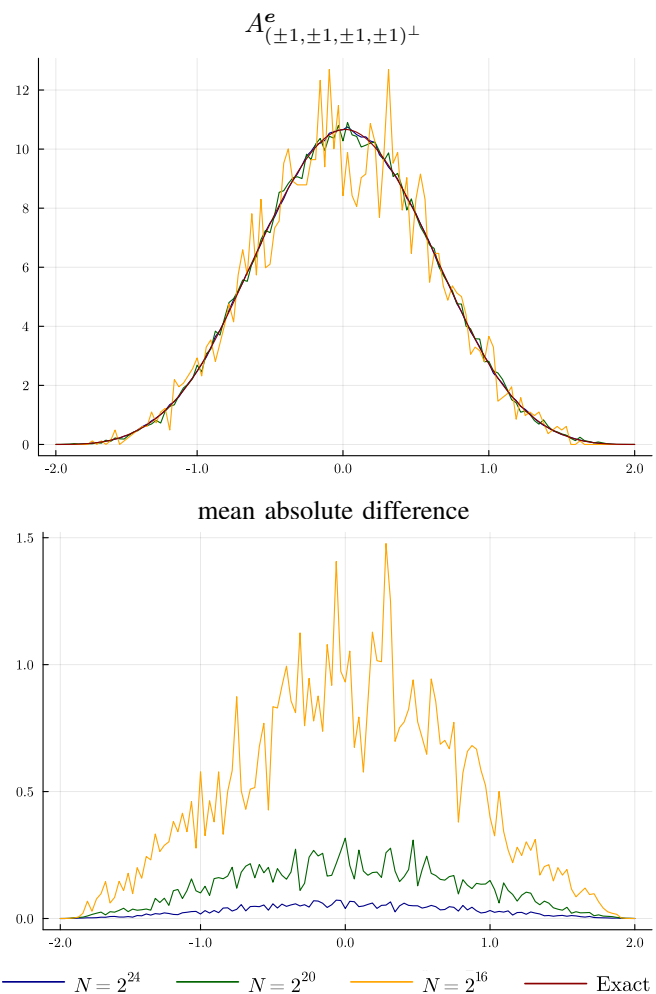 A^e_{(±1,±1,±1,±1)^⊥}
12
10
8
6
4
2
0
-2.0 -1.0 0.0 1.0 2.0
mean absolute difference
1.5
1.0
0.5
0.0
-2.0 -1.0 0.0 1.0 2.0
N = 2^{24} N = 2^{20} N = 2^{16} Exact